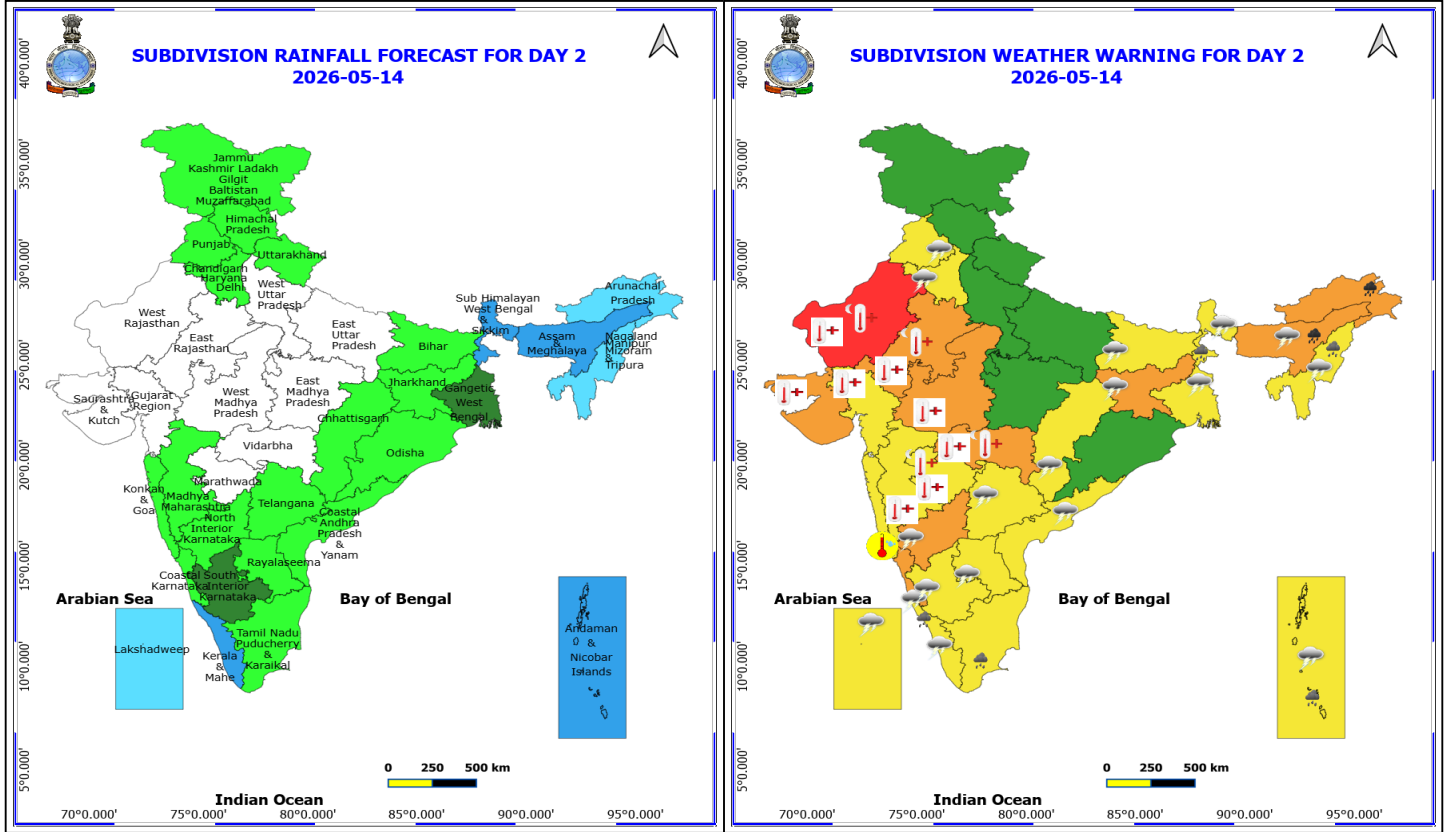 SUBDIVISION RAINFALL FORECAST FOR DAY 2
2026-05-14
40°0.000'
35°0.000'
30°0.000'
25°0.000'
20°0.000'
15°0.000'
10°0.000'
5°0.000'
Jammu
Kashmir Ladakh
Gilgit
Baltistan
Muzaffarabad
Himachal
Pradesh
Punjab
Uttarakhand
Chandigarh
Haryana
Delhi
West
Uttar
Pradesh
West
Rajasthan
East
Rajasthan
East
Uttar
Pradesh
Sub Himalayan
West Bengal
&
Sikkim
Arunachal
Pradesh
Assam
&
Meghalaya
Nagaland
Manipur
Mizoram
&
Tripura
Bihar
Jharkhand
Gangetic
West
Bengal
Saurashtra
&
Kutch
Gujarat
Region
West
Madhya
Pradesh
East
Madhya
Pradesh
Chhattisgarh
Odisha
Vidarbha
Marathwada
Konkan
&
Goa
Madhya
Maharashtra
North
Interior
Karnataka
Telangana
Coastal
Andhra
Pradesh
&
Yanam
Rayalaseema
Coastal
Karnataka
South
Interior
Karnataka
Tamil Nadu
Puducherry
&
Karaikal
Kerala
&
Mahe
Lakshadweep
Andaman
&
Nicobar
Islands
Arabian Sea
Bay of Bengal
0 250 500 km
Indian Ocean
70°0.000' 75°0.000' 80°0.000' 85°0.000' 90°0.000' 95°0.000'
SUBDIVISION WEATHER WARNING FOR DAY 2
2026-05-14
40°0.000'
35°0.000'
30°0.000'
25°0.000'
20°0.000'
15°0.000'
10°0.000'
5°0.000'
Arabian Sea
Bay of Bengal
0 250 500 km
Indian Ocean
70°0.000' 75°0.000' 80°0.000' 85°0.000' 90°0.000' 95°0.000'